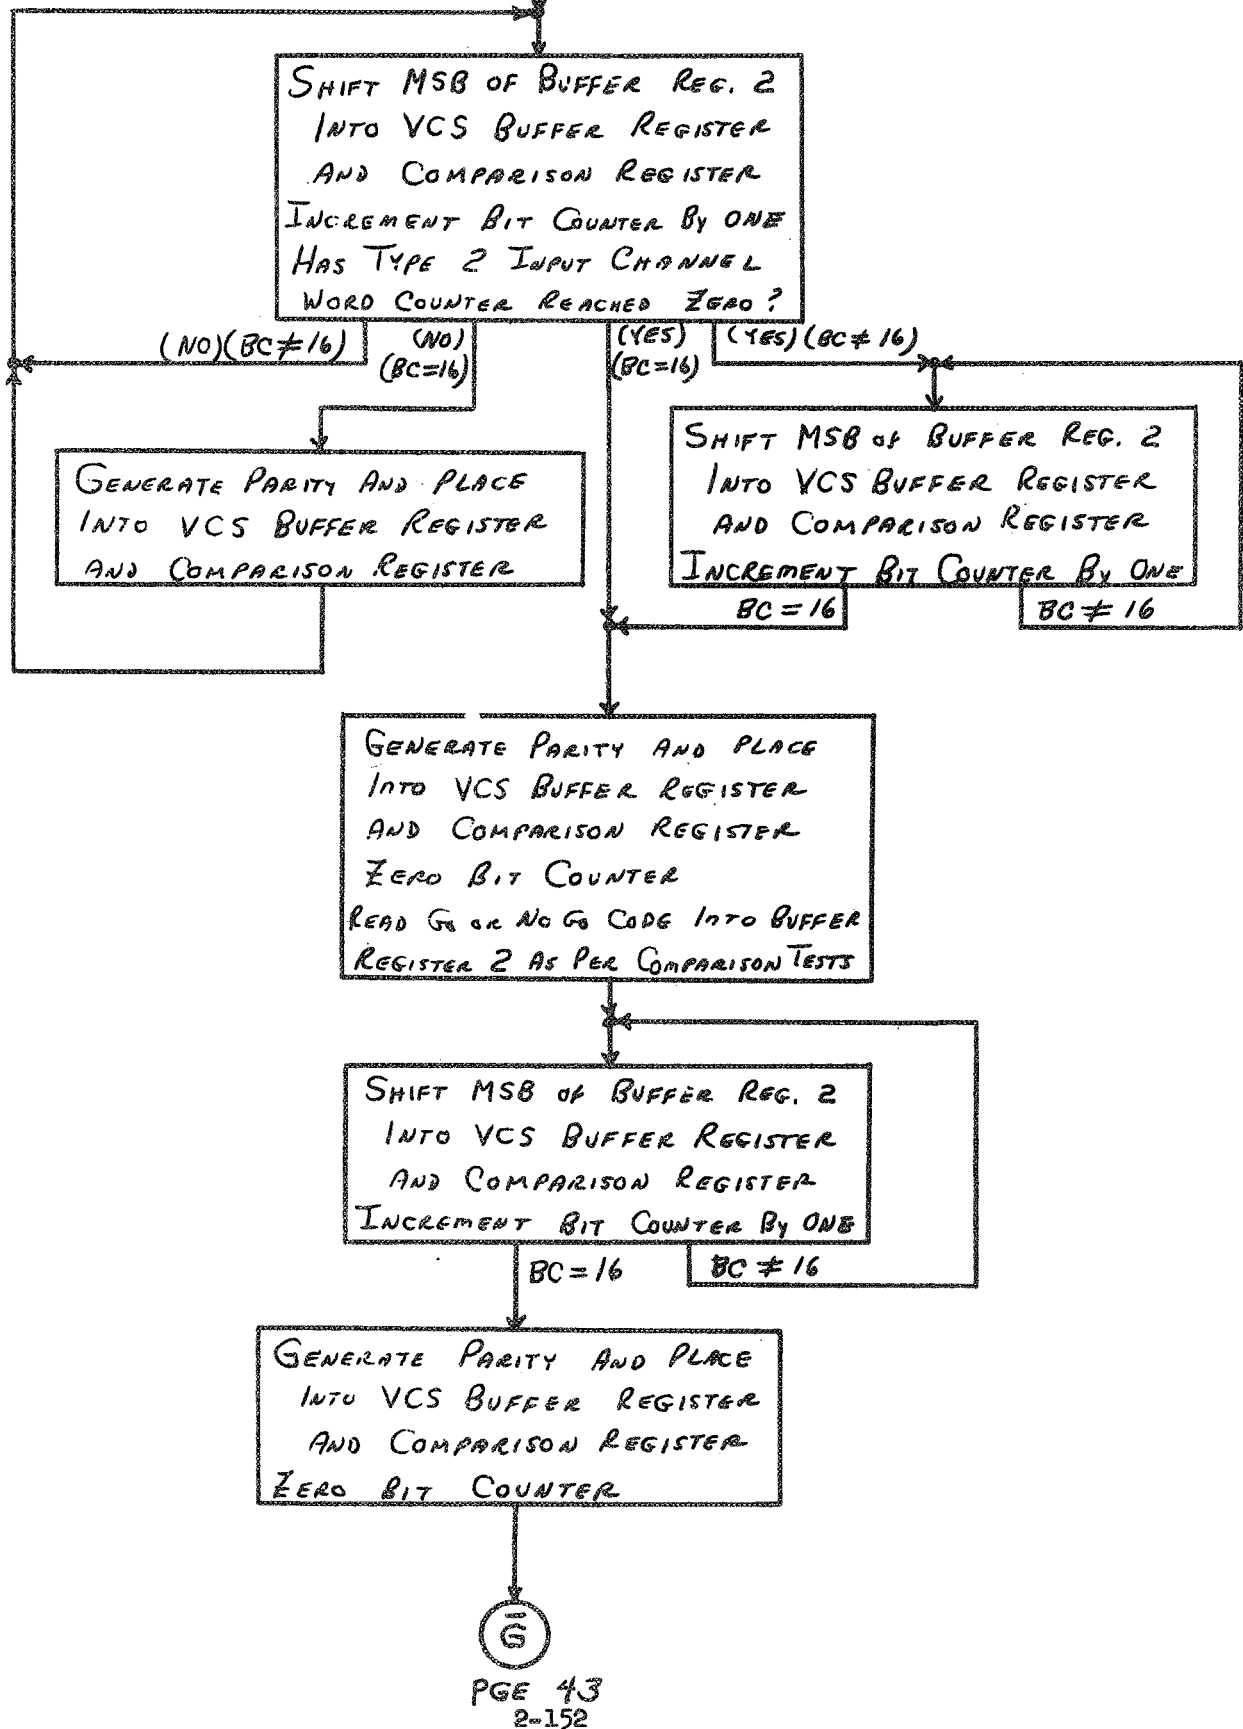 SHIFT MSB OF BUFFER REG. 2
INTO VCS BUFFER REGISTER
AND COMPARISON REGISTER
INCREMENT BIT COUNTER BY ONE
HAS TYPE 2 INPUT CHANNEL
WORD COUNTER REACHED ZERO?
(NO)(BC≠16)
(NO)
(BC=16)
(YES)
(BC=16)
(YES)(BC≠16)
GENERATE PARITY AND PLACE
INTO VCS BUFFER REGISTER
AND COMPARISON REGISTER
SHIFT MSB of BUFFER REG. 2
INTO VCS BUFFER REGISTER
AND COMPARISON REGISTER
INCREMENT BIT COUNTER BY ONE
BC=16
BC≠16
GENERATE PARITY AND PLACE
INTO VCS BUFFER REGISTER
AND COMPARISON REGISTER
ZERO BIT COUNTER
READ GO OR NO GO CODE INTO BUFFER
REGISTER 2 AS PER COMPARISON TESTS
SHIFT MSB of BUFFER REG. 2
INTO VCS BUFFER REGISTER
AND COMPARISON REGISTER
INCREMENT BIT COUNTER BY ONE
BC=16
BC≠16
GENERATE PARITY AND PLACE
INTO VCS BUFFER REGISTER
AND COMPARISON REGISTER
ZERO BIT COUNTER
G̅
PGE 43
2-152